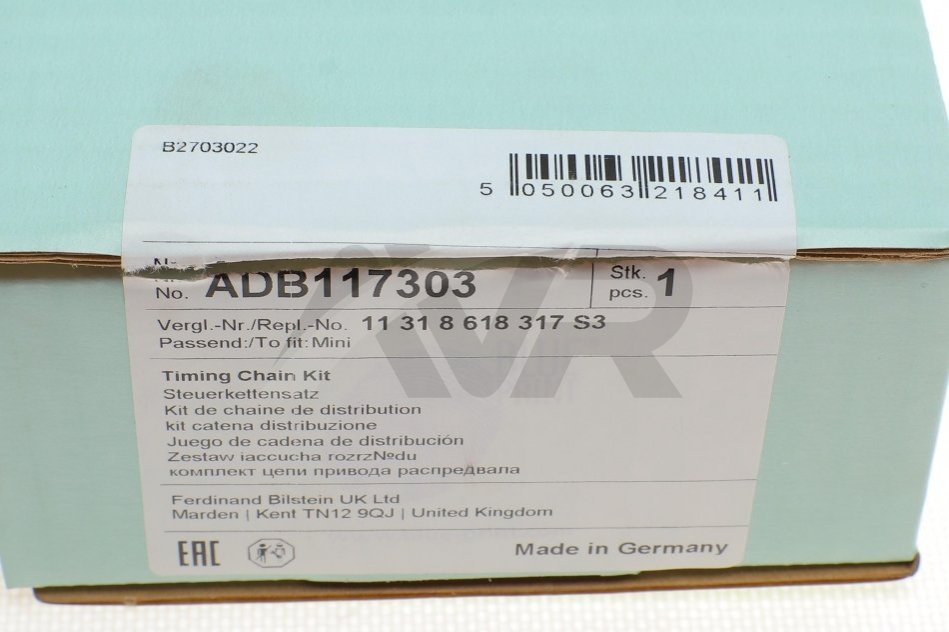 B2703022
5 050063 218411
No. ADB117303
Stk.
pcs. 1
Vergl.-Nr./Repl.-No. 11 31 8 618 317 S3
Passend:/To fit: Mini
Timing Chain Kit
Steuerkettensatz
Kit de chaine de distribution
kit catena distribuzione
Juego de cadena de distribución
Zestaw iaccucha rozrz№du
комплект цепи привода распредвала
Ferdinand Bilstein UK Ltd
Marden | Kent TN12 9QJ | United Kingdom
EAC
Made in Germany